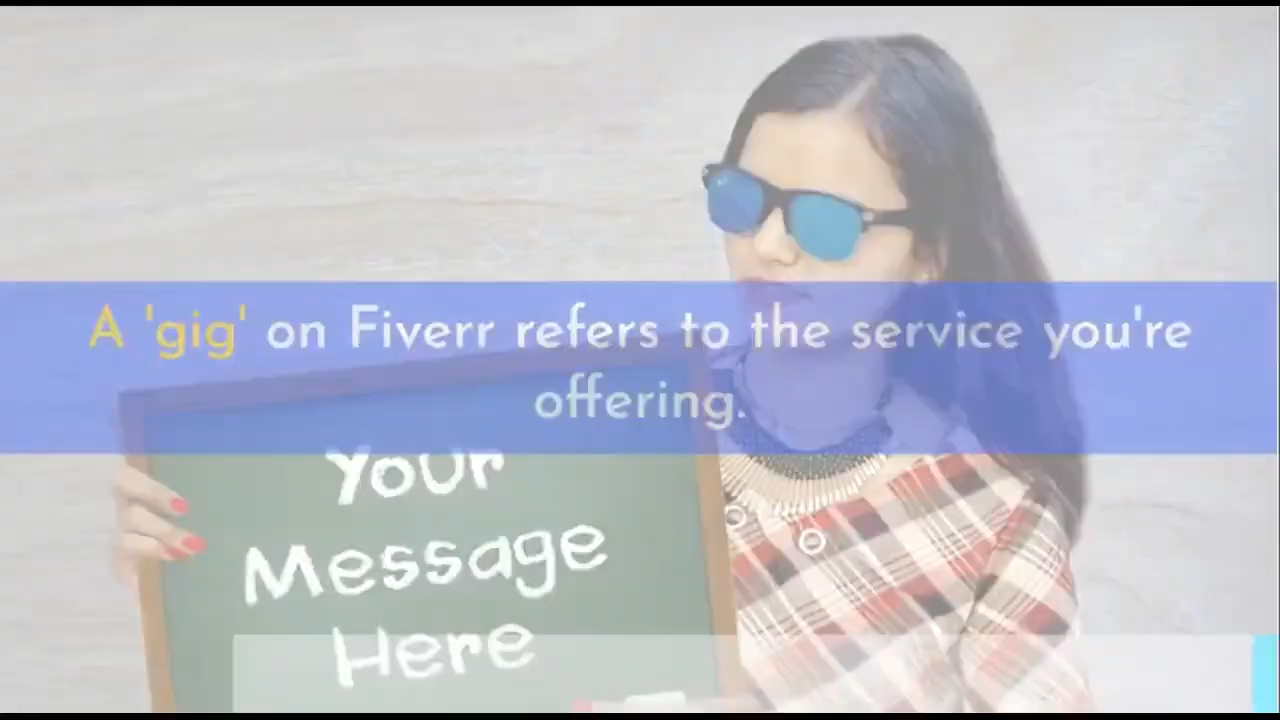 A 'gig' on Fiverr refers to the service you're
offering.
Your
Message
Here